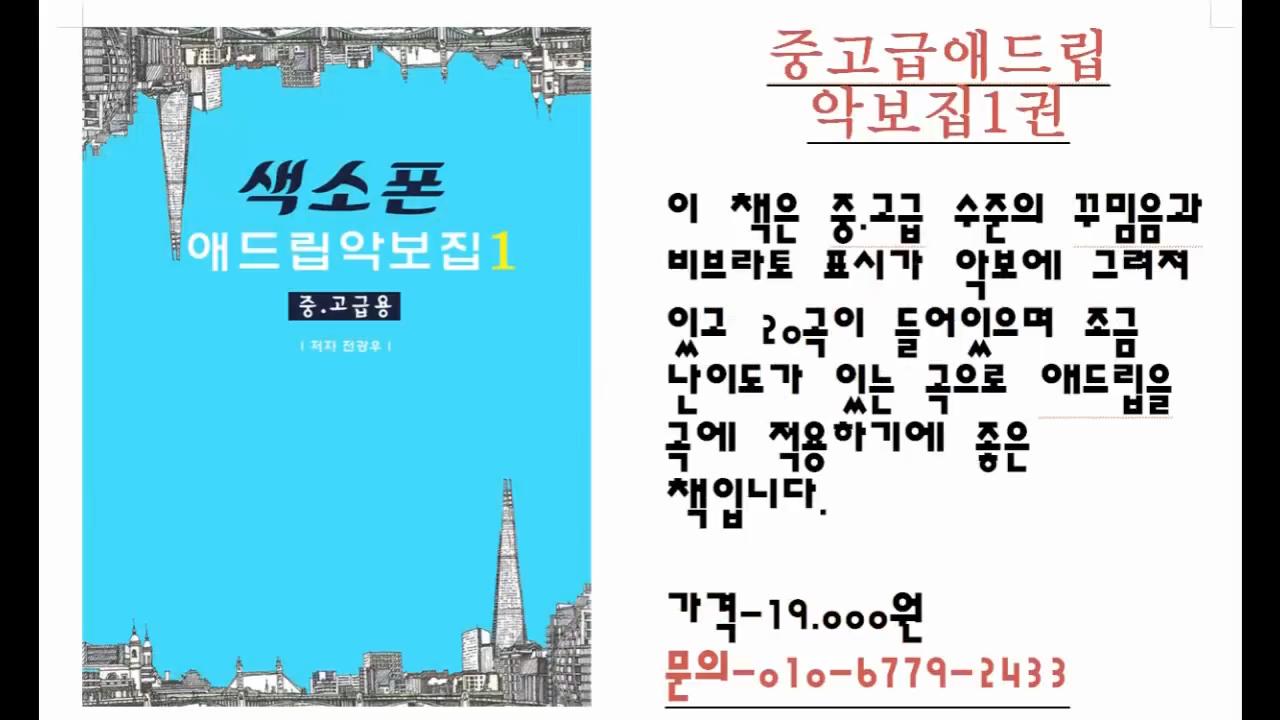 색소폰
애드립악보집1
중.고급용
| 저자 전광우 |
중고급애드립
악보집1권
이 책은 중.고급 수준의 꾸밈음과
비브라토 표시가 악보에 그려져
있고 20곡이 들어있으며 조금
난이도가 있는 곡으로 애드립을
곡에 적용하기에 좋은
책입니다.
가격-19.000원
문의-010-6779-2433